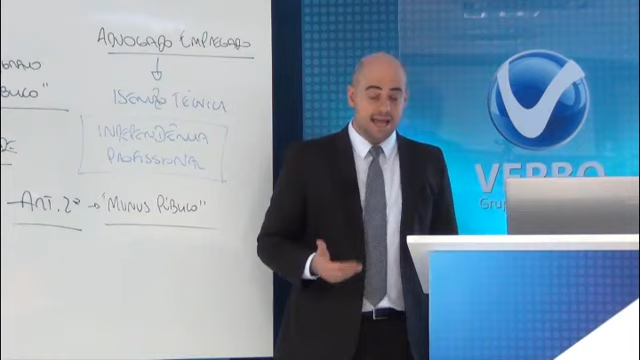 ADVOGADO EMPREGADO
ISENÇÃO TÉCNICA
INDEPENDÊNCIA
PROFISSIONAL
ART. 2º → "MUNUS PÚBLICO"
VERBO